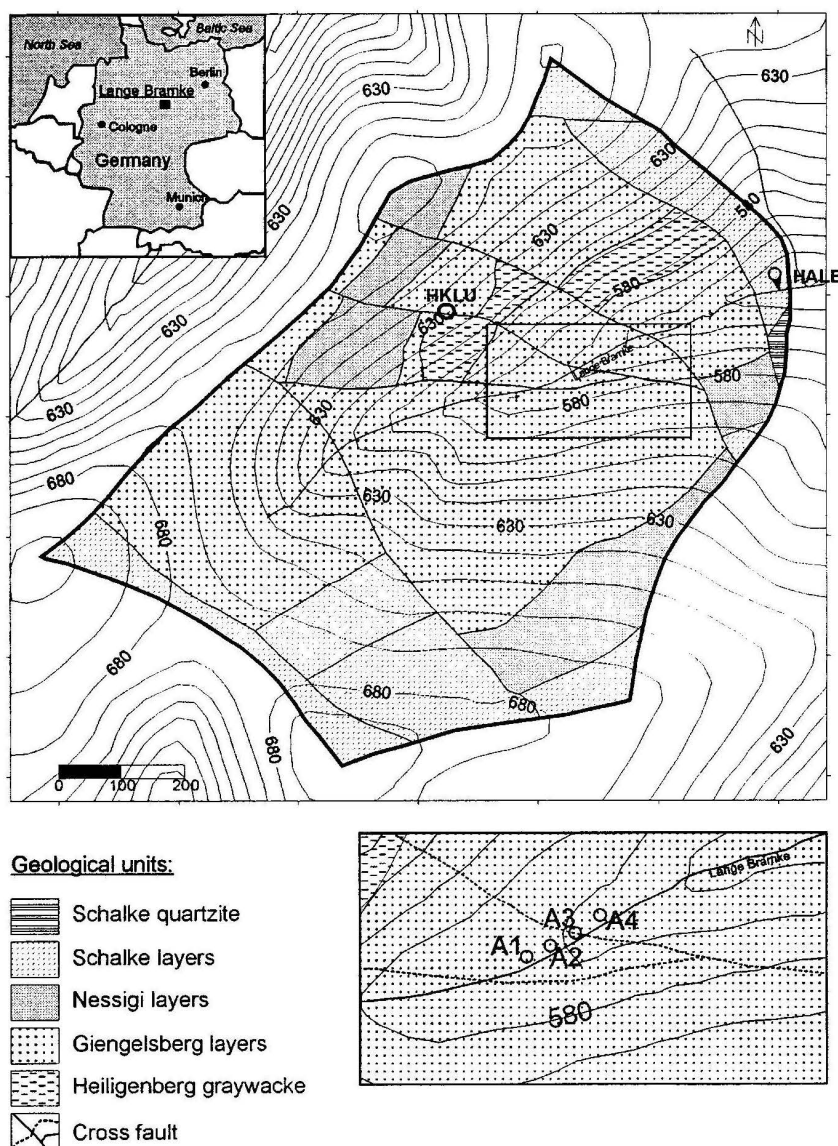 North Sea
Baltic Sea
Berlin
Lange Bramke
Cologne
Germany
Munich
N
630
630
630
580
630
HALE
HKLU
630
580
630
Lange Bramke
580
580
630
630
680
680
630
630
630
680
680
680
680
630
0 100 200
Geological units:
Schalke quartzite
Schalke layers
Nessigi layers
Giengelsberg layers
Heiligenberg graywacke
Cross fault
Lange Bramke
A3
A4
A1
A2
580